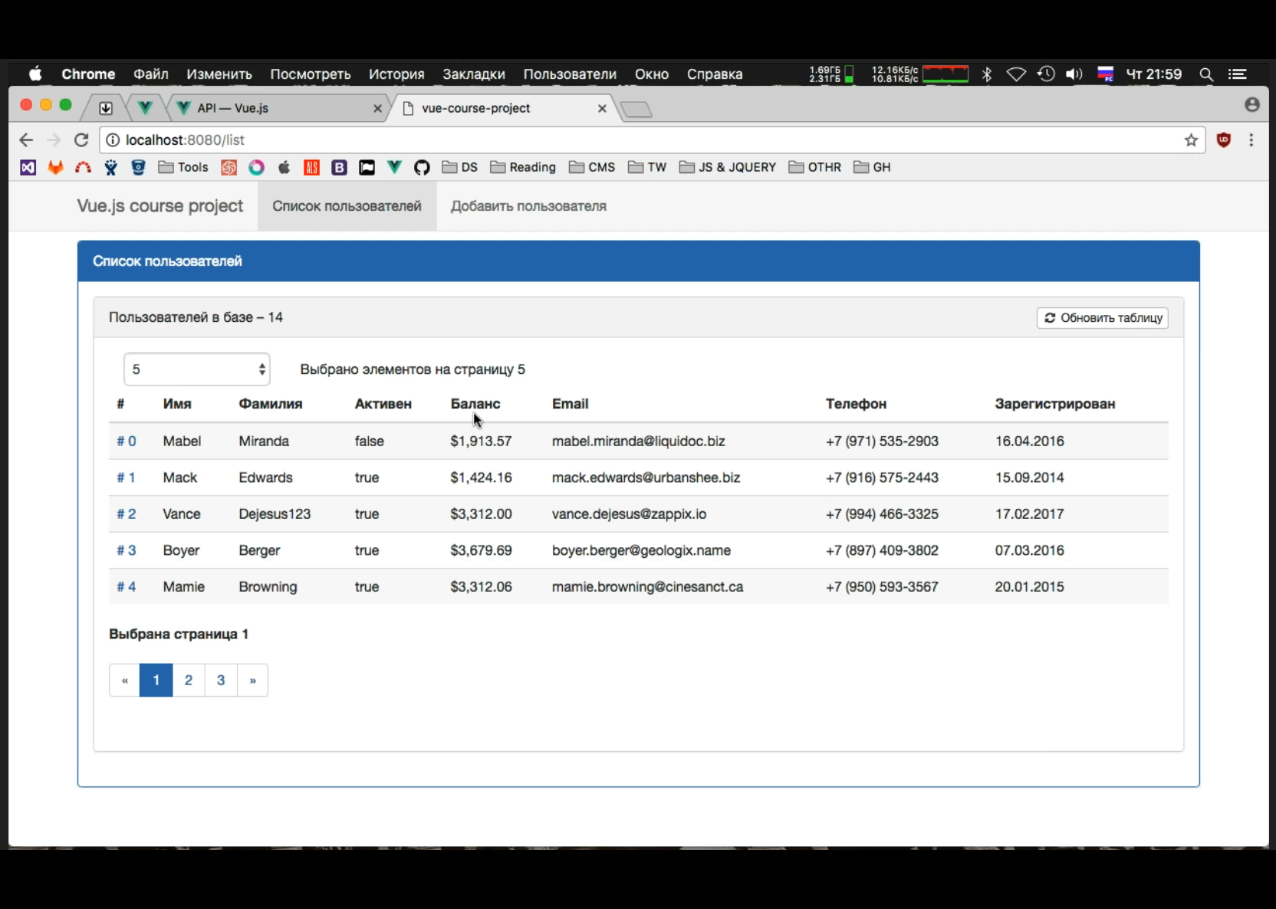 Chrome Файл Изменить Посмотреть История Закладки Пользователи Окно Справка 1.69ГБ 2.31ГБ 12.16КБ/с 10.81КБ/с РС Чт 21:59
API — Vue.js vue-course-project
localhost:8080/list
Tools DS Reading CMS TW JS & JQUERY OTHR GH
Vue.js course project Список пользователей Добавить пользователя
Список пользователей
Пользователей в базе – 14 Обновить таблицу
5 Выбрано элементов на страницу 5
# Имя Фамилия Активен Баланс Email Телефон Зарегистрирован
# 0 Mabel Miranda false $1,913.57 mabel.miranda@liquidoc.biz +7 (971) 535-2903 16.04.2016
# 1 Mack Edwards true $1,424.16 mack.edwards@urbanshee.biz +7 (916) 575-2443 15.09.2014
# 2 Vance Dejesus123 true $3,312.00 vance.dejesus@zappix.io +7 (994) 466-3325 17.02.2017
# 3 Boyer Berger true $3,679.69 boyer.berger@geologix.name +7 (897) 409-3802 07.03.2016
# 4 Mamie Browning true $3,312.06 mamie.browning@cinesanct.ca +7 (950) 593-3567 20.01.2015
Выбрана страница 1
« 1 2 3 »